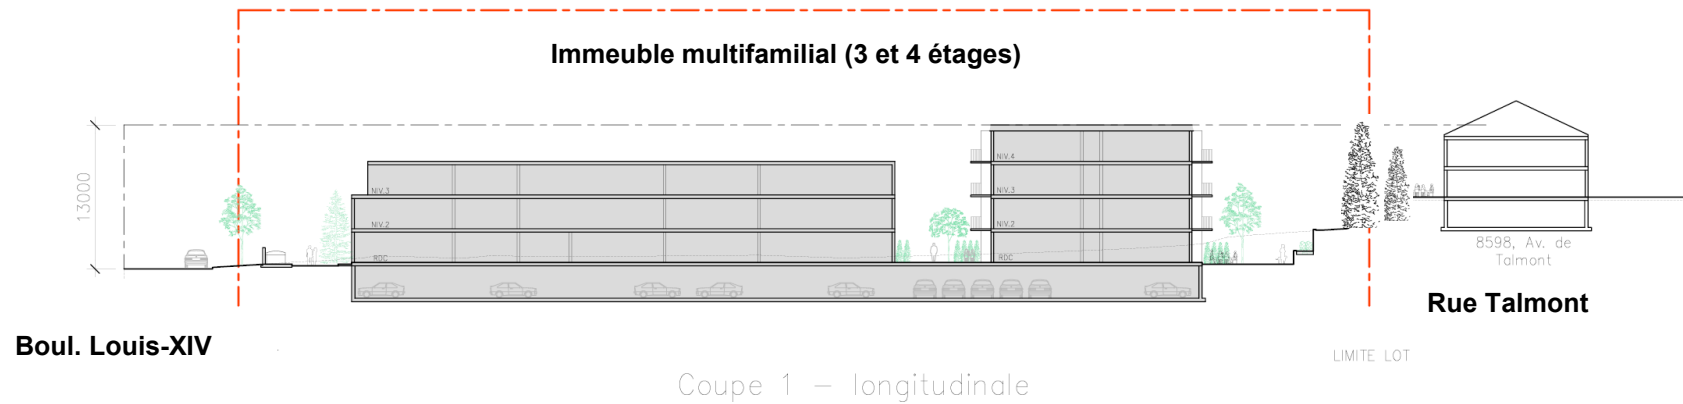 Immeuble multifamilial (3 et 4 étages)
13000
NIV.3
NIV.2
RDC
NIV.4
NIV.3
NIV.2
RDC
8598, Av. de
Talmont
Rue Talmont
Boul. Louis-XIV
LIMITE LOT
Coupe 1 – longitudinale